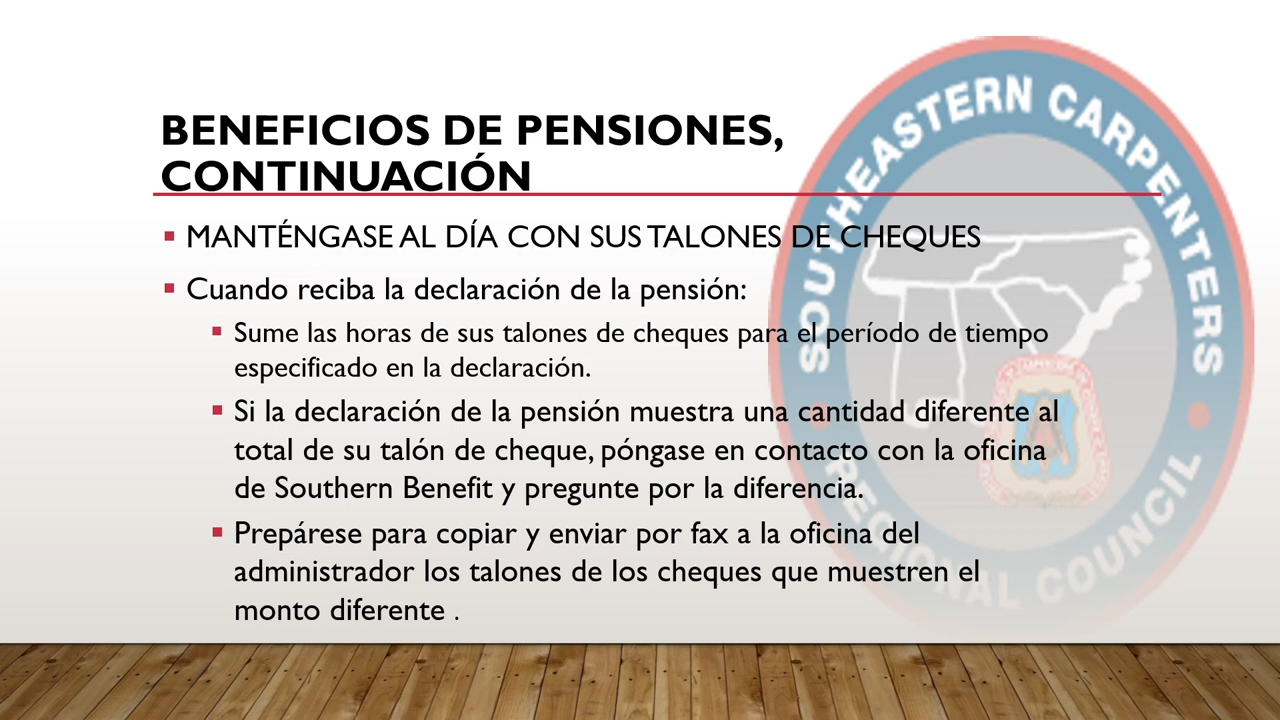 BENEFICIOS DE PENSIONES,
CONTINUACIÓN
MANTÉNGASE AL DÍA CON SUS TALONES DE CHEQUES
Cuando reciba la declaración de la pensión:
Sume las horas de sus talones de cheques para el período de tiempo
especificado en la declaración.
Si la declaración de la pensión muestra una cantidad diferente al
total de su talón de cheque, póngase en contacto con la oficina
de Southern Benefit y pregunte por la diferencia.
Prepárese para copiar y enviar por fax a la oficina del
administrador los talones de los cheques que muestren el
monto diferente .
SOUTHEASTERN CARPENTERS
REGIONAL COUNCIL